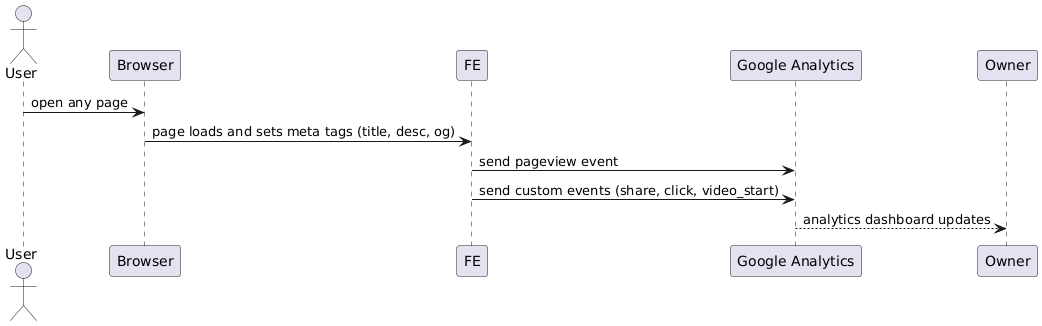 User
Browser
FE
Google Analytics
Owner
open any page
page loads and sets meta tags (title, desc, og)
send pageview event
send custom events (share, click, video_start)
analytics dashboard updates
User
Browser
FE
Google Analytics
Owner